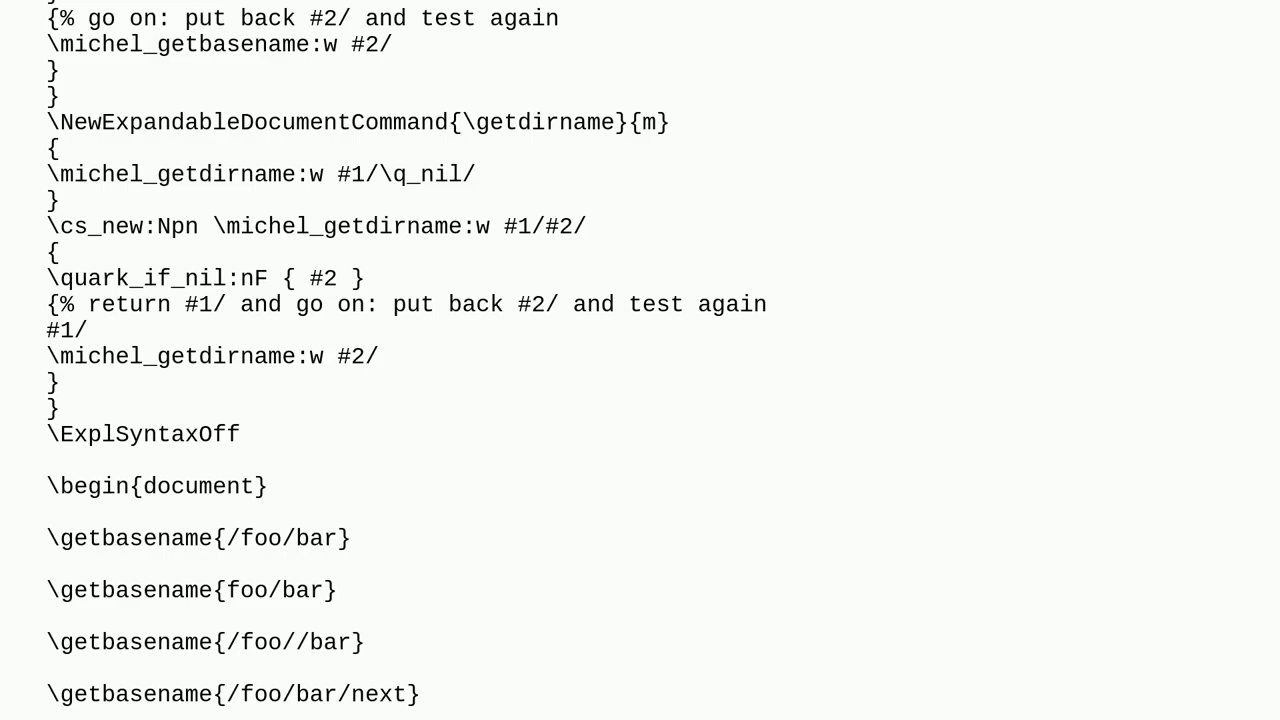 {% go on: put back #2/ and test again
\michel_getbasename:w #2/
}
}
\NewExpandableDocumentCommand{\getdirname}{m}
{
\michel_getdirname:w #1/\q_nil/
}
\cs_new:Npn \michel_getdirname:w #1/#2/
{
\quark_if_nil:nF { #2 }
{% return #1/ and go on: put back #2/ and test again
#1/
\michel_getdirname:w #2/
}
}
\ExplSyntaxOff
\begin{document}
\getbasename{/foo/bar}
\getbasename{foo/bar}
\getbasename{/foo//bar}
\getbasename{/foo/bar/next}